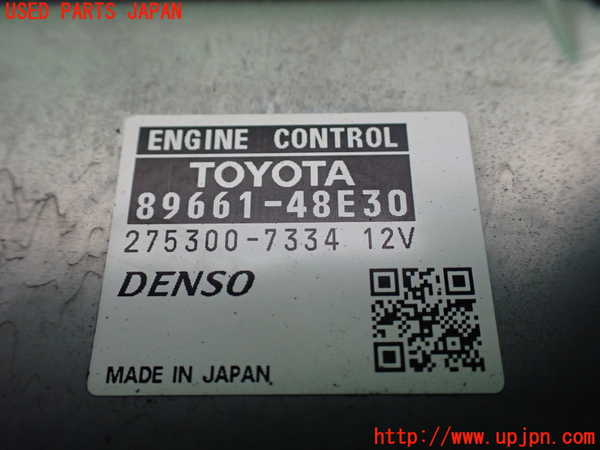 USED PARTS JAPAN
ENGINE CONTROL
TOYOTA
89661-48E30
275300-7334 12V
DENSO
MADE IN JAPAN
http://www.upjpn.com/